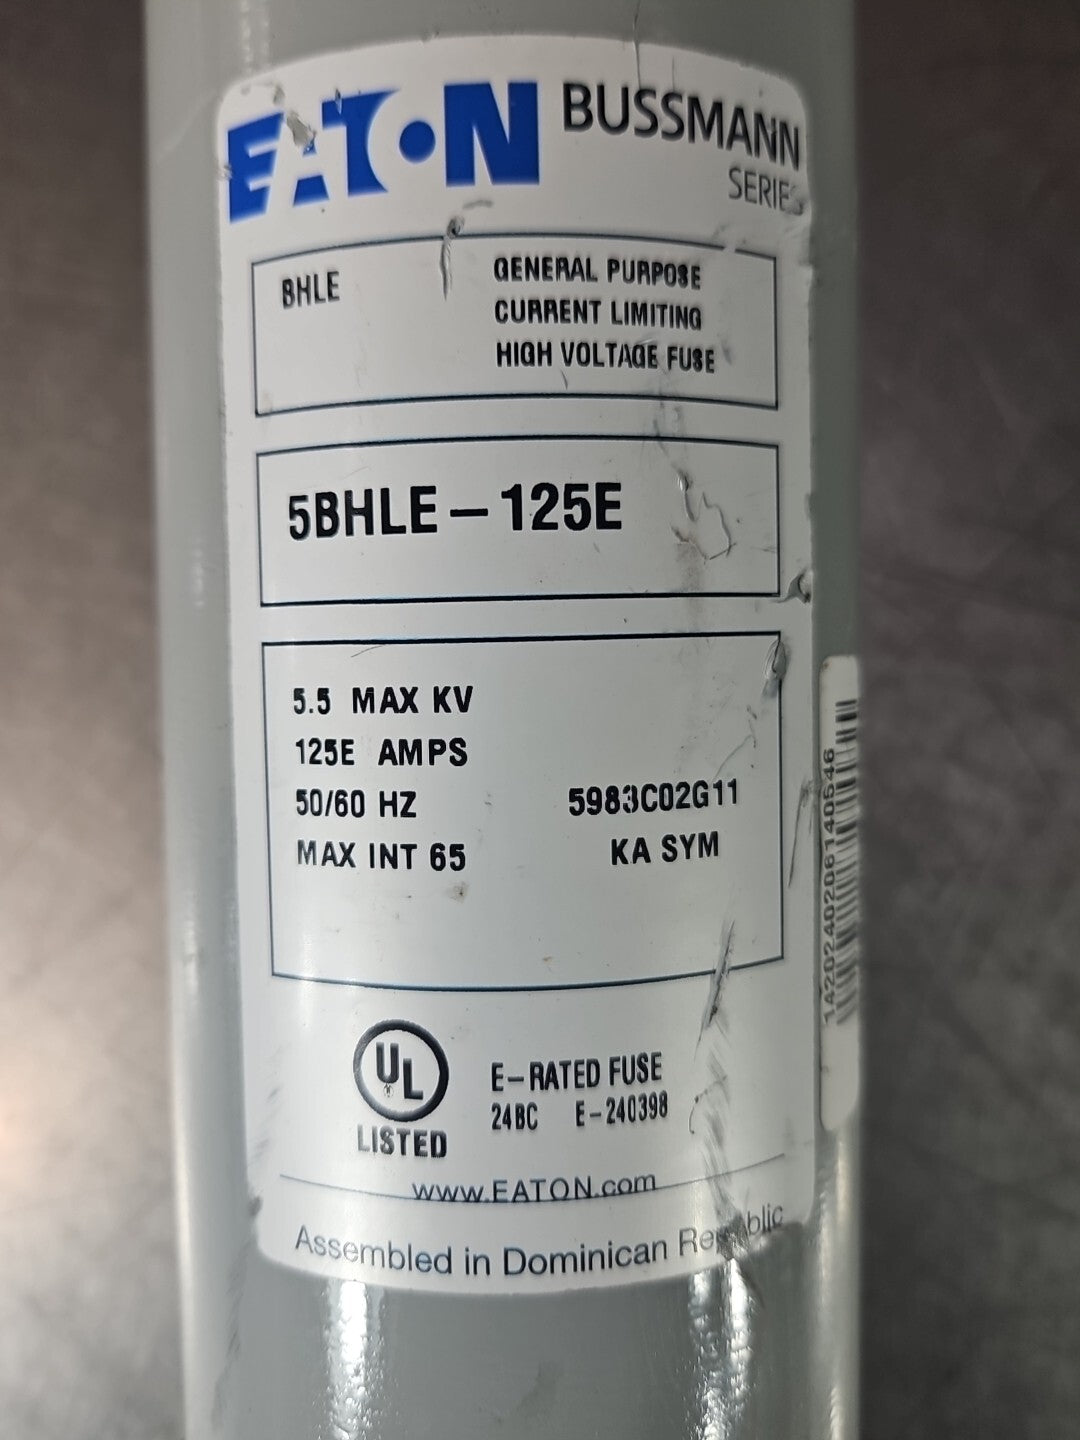 EATON BUSSMANN
SERIES
BHLE
GENERAL PURPOSE
CURRENT LIMITING
HIGH VOLTAGE FUSE
5BHLE-125E
5.5 MAX KV
125E AMPS
50/60 HZ 5983C02G11
MAX INT 65 KA SYM
UL
LISTED
E-RATED FUSE
24BC E-240398
www.EATON.com
Assembled in Dominican Republic
1A20240206140546